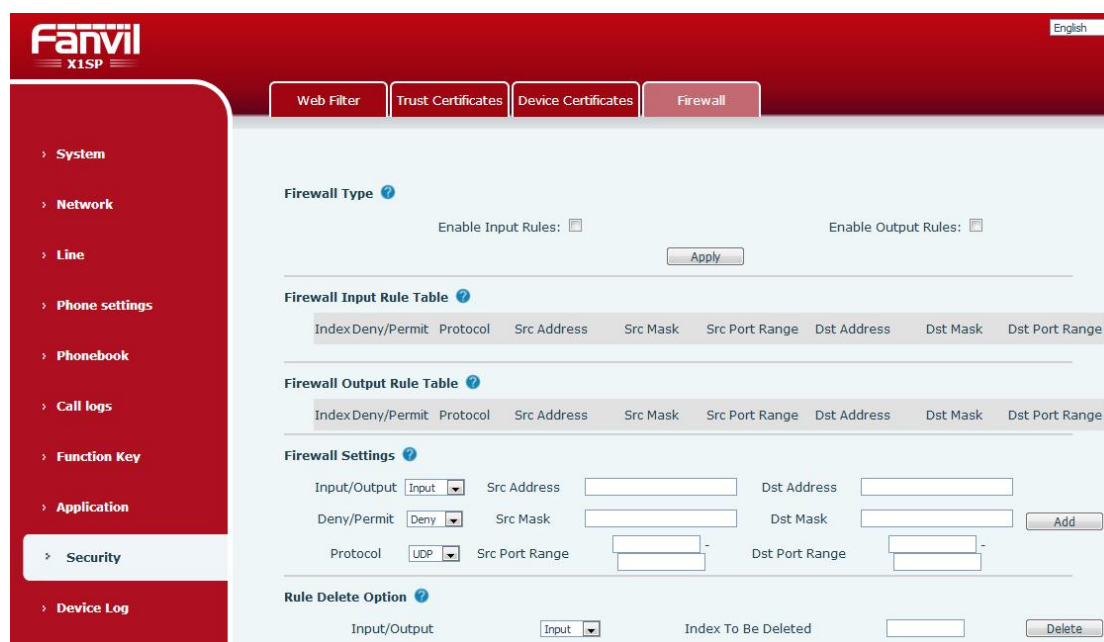 Fanvil
X1SP
English
Web Filter
Trust Certificates
Device Certificates
Firewall
System
Network
Line
Phone settings
Phonebook
Call logs
Function Key
Application
Security
Device Log
Firewall Type
Enable Input Rules:
Enable Output Rules:
Apply
Firewall Input Rule Table
Index Deny/Permit Protocol Src Address Src Mask Src Port Range Dst Address Dst Mask Dst Port Range
Firewall Output Rule Table
Index Deny/Permit Protocol Src Address Src Mask Src Port Range Dst Address Dst Mask Dst Port Range
Firewall Settings
Input/Output Input Src Address Dst Address
Deny/Permit Deny Src Mask Dst Mask Add
Protocol UDP Src Port Range - Dst Port Range -
Rule Delete Option
Input/Output Input Index To Be Deleted Delete